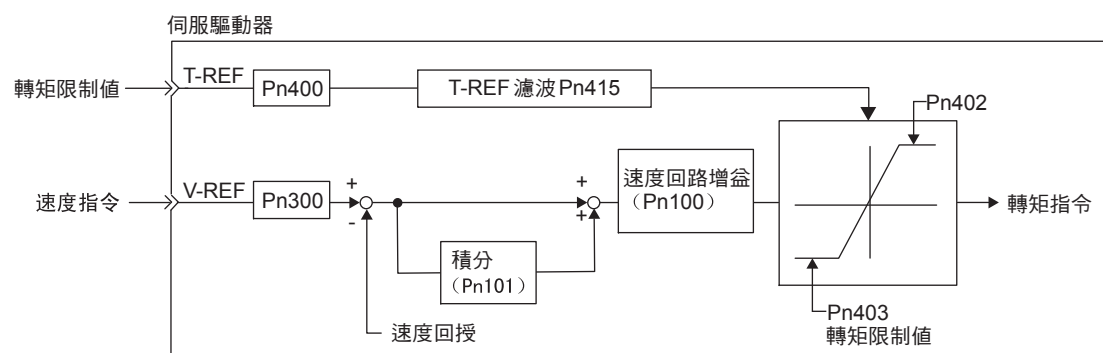 伺服驅動器
轉矩限制值
T-REF
Pn400
T-REF 濾波 Pn415
Pn402
速度指令
V-REF
Pn300
+
-
+
+
速度回路增益
（Pn100）
轉矩指令
積分
（Pn101）
速度回授
Pn403
轉矩限制值